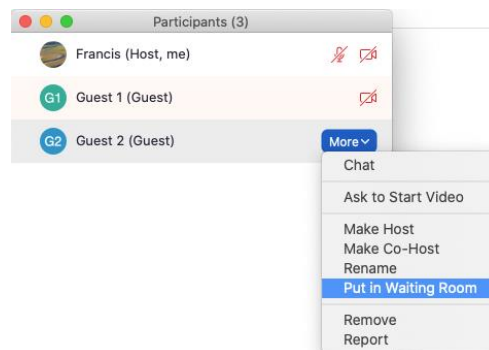 Participants (3)
Francis (Host, me)
G1 Guest 1 (Guest)
G2 Guest 2 (Guest) More
Chat
Ask to Start Video
Make Host
Make Co-Host
Rename
Put in Waiting Room
Remove
Report